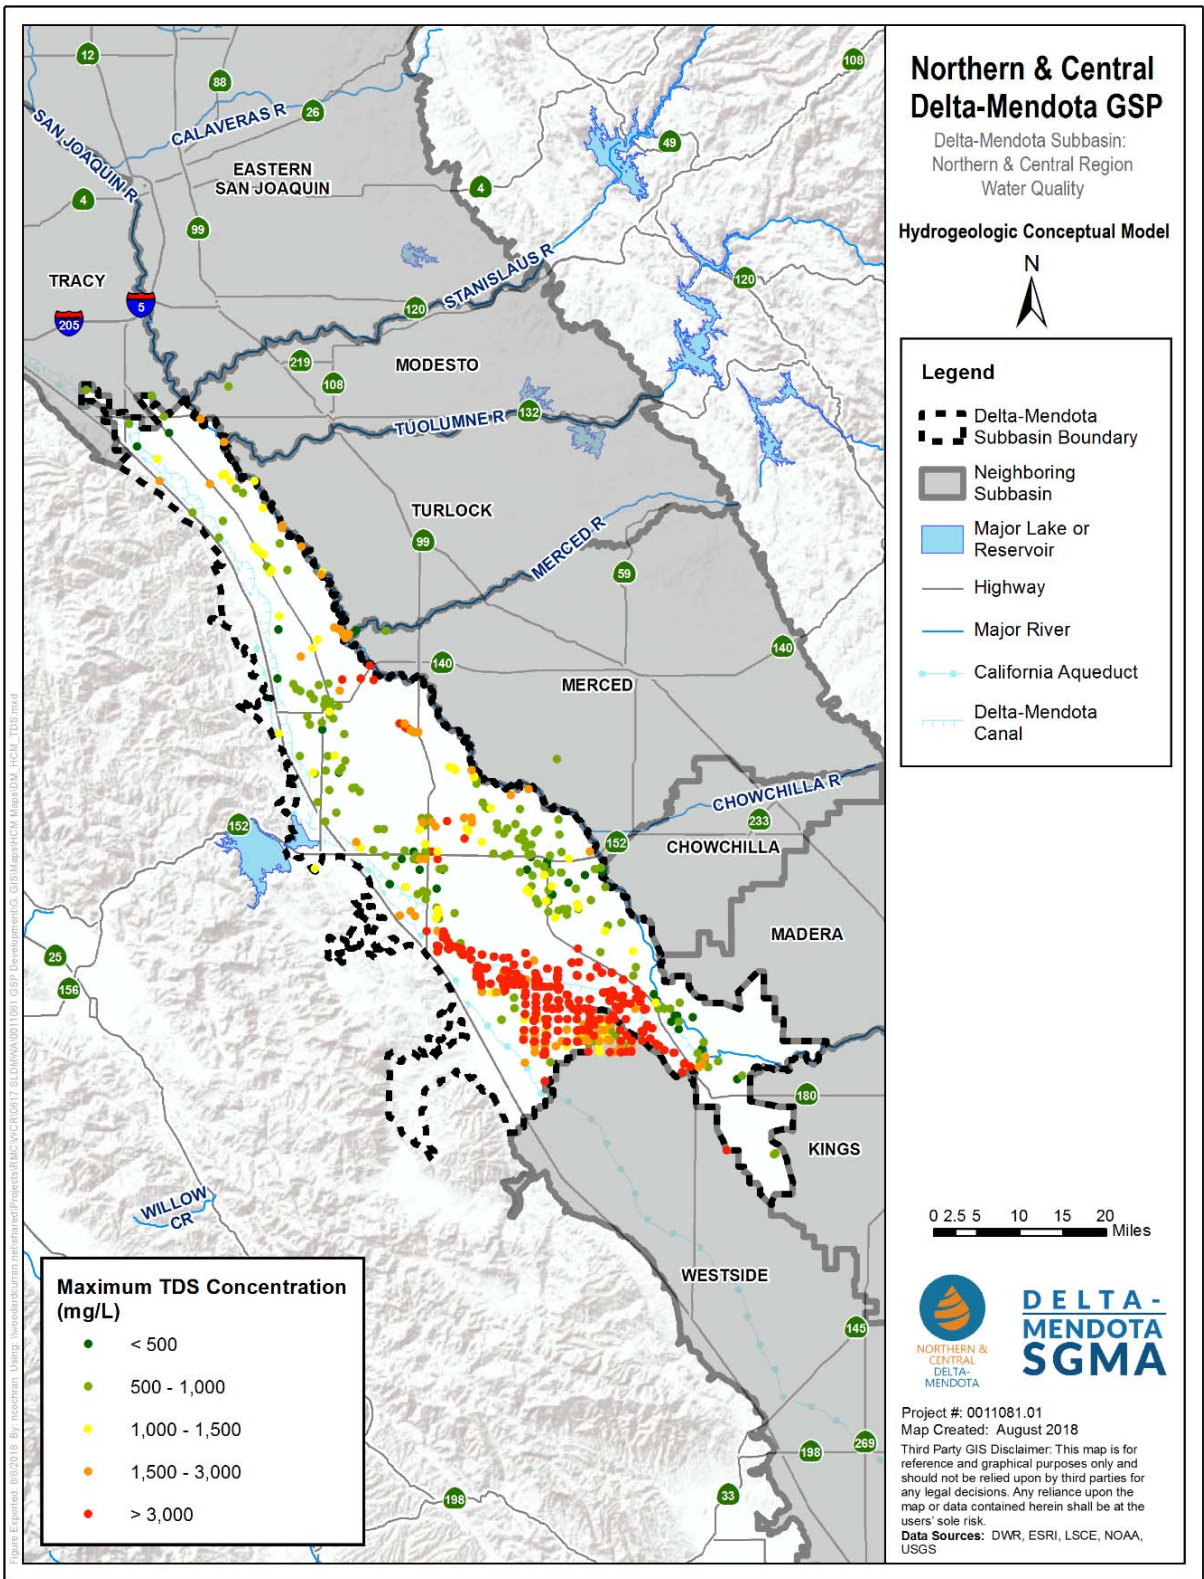 Northern & Central
Delta-Mendota GSP
Delta-Mendota Subbasin:
Northern & Central Region
Water Quality
Hydrogeologic Conceptual Model
N
Legend
Delta-Mendota
Subbasin Boundary
Neighboring
Subbasin
Major Lake or
Reservoir
Highway
Major River
California Aqueduct
Delta-Mendota
Canal
12
88
26
108
49
4
4
99
CALAVERAS R
SAN JOAQUIN R
EASTERN
SAN JOAQUIN
TRACY
5
205
STANISLAUS R
120
120
219
108
MODESTO
TUOLUMNE R
132
TURLOCK
99
MERCED R
59
140
140
MERCED
CHOWCHILLA R
233
152
152
CHOWCHILLA
MADERA
25
156
180
KINGS
WILLOW
CR
WESTSIDE
145
198
269
33
198
0 2.5 5 10 15 20
Miles
Maximum TDS Concentration
(mg/L)
< 500
500 - 1,000
1,000 - 1,500
1,500 - 3,000
> 3,000
NORTHERN &
CENTRAL
DELTA-
MENDOTA
DELTA-
MENDOTA
SGMA
Project #: 0011081.01
Map Created: August 2018
Third Party GIS Disclaimer: This map is for
reference and graphical purposes only and
should not be relied upon by third parties for
any legal decisions. Any reliance upon the
map or data contained herein shall be at the
users' sole risk.
Data Sources: DWR, ESRI, LSCE, NOAA,
USGS